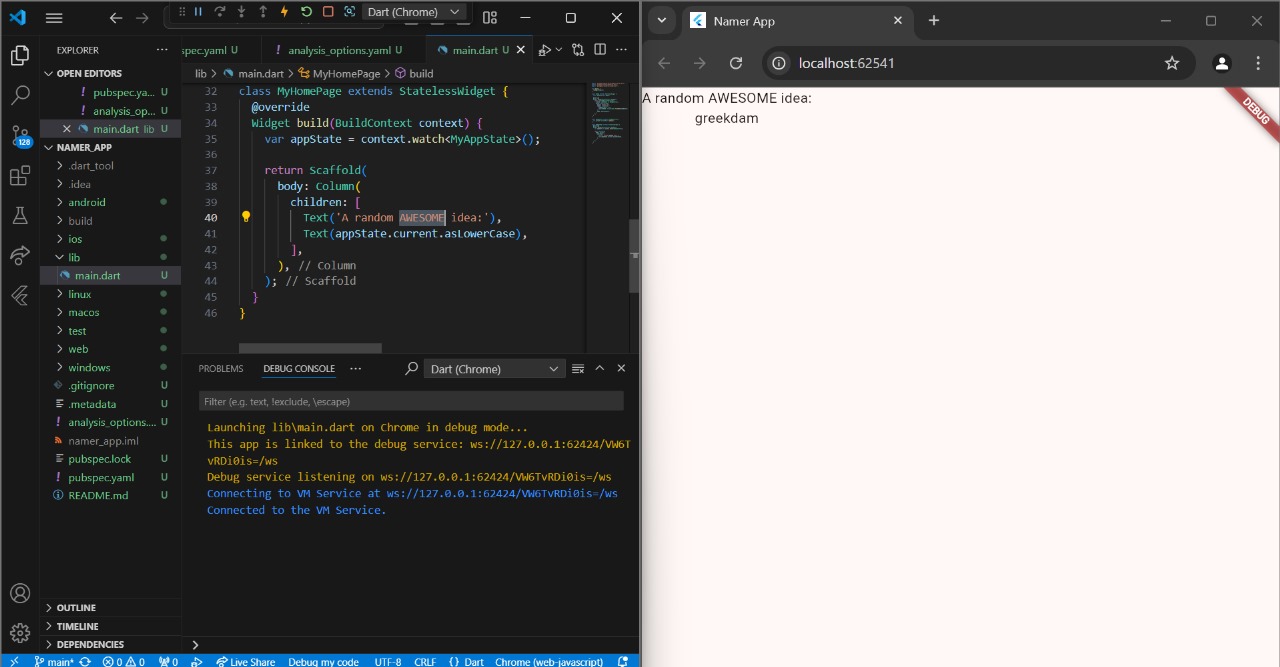 Dart (Chrome)
EXPLORER
spec.yaml U
analysis_options.yaml U
main.dart U
OPEN EDITORS
lib > main.dart > MyHomePage > build
pubspec.ya... U
analysis_op... U
main.dart lib U
128
NAMER_APP
.dart_tool
.idea
android
build
ios
lib
main.dart U
linux
macos
test
web
windows
.gitignore U
.metadata U
analysis_options.... U
namer_app.iml
pubspec.lock U
pubspec.yaml U
README.md U
OUTLINE
TIMELINE
DEPENDENCIES
32 class MyHomePage extends StatelessWidget {
33 @override
34 Widget build(BuildContext context) {
35 var appState = context.watch<MyAppState>();
36
37 return Scaffold(
38 body: Column(
39 children: [
40 Text('A random AWESOME idea:'),
41 Text(appState.current.asLowerCase),
42 ],
43 ), // Column
44 ); // Scaffold
45 }
46 }
PROBLEMS DEBUG CONSOLE ... Dart (Chrome)
Filter (e.g. text, !exclude, \escape)
Launching lib\main.dart on Chrome in debug mode...
This app is linked to the debug service: ws://127.0.0.1:62424/VW6T
vRDi0is=/ws
Debug service listening on ws://127.0.0.1:62424/VW6TvRDi0is=/ws
Connecting to VM Service at ws://127.0.0.1:62424/VW6TvRDi0is=/ws
Connected to the VM Service.
main* 0 0 0 Live Share Debug my code UTF-8 CRLF {} Dart Chrome (web-javascript)
Namer App
localhost:62541
A random AWESOME idea:
greekdam
DEBUG